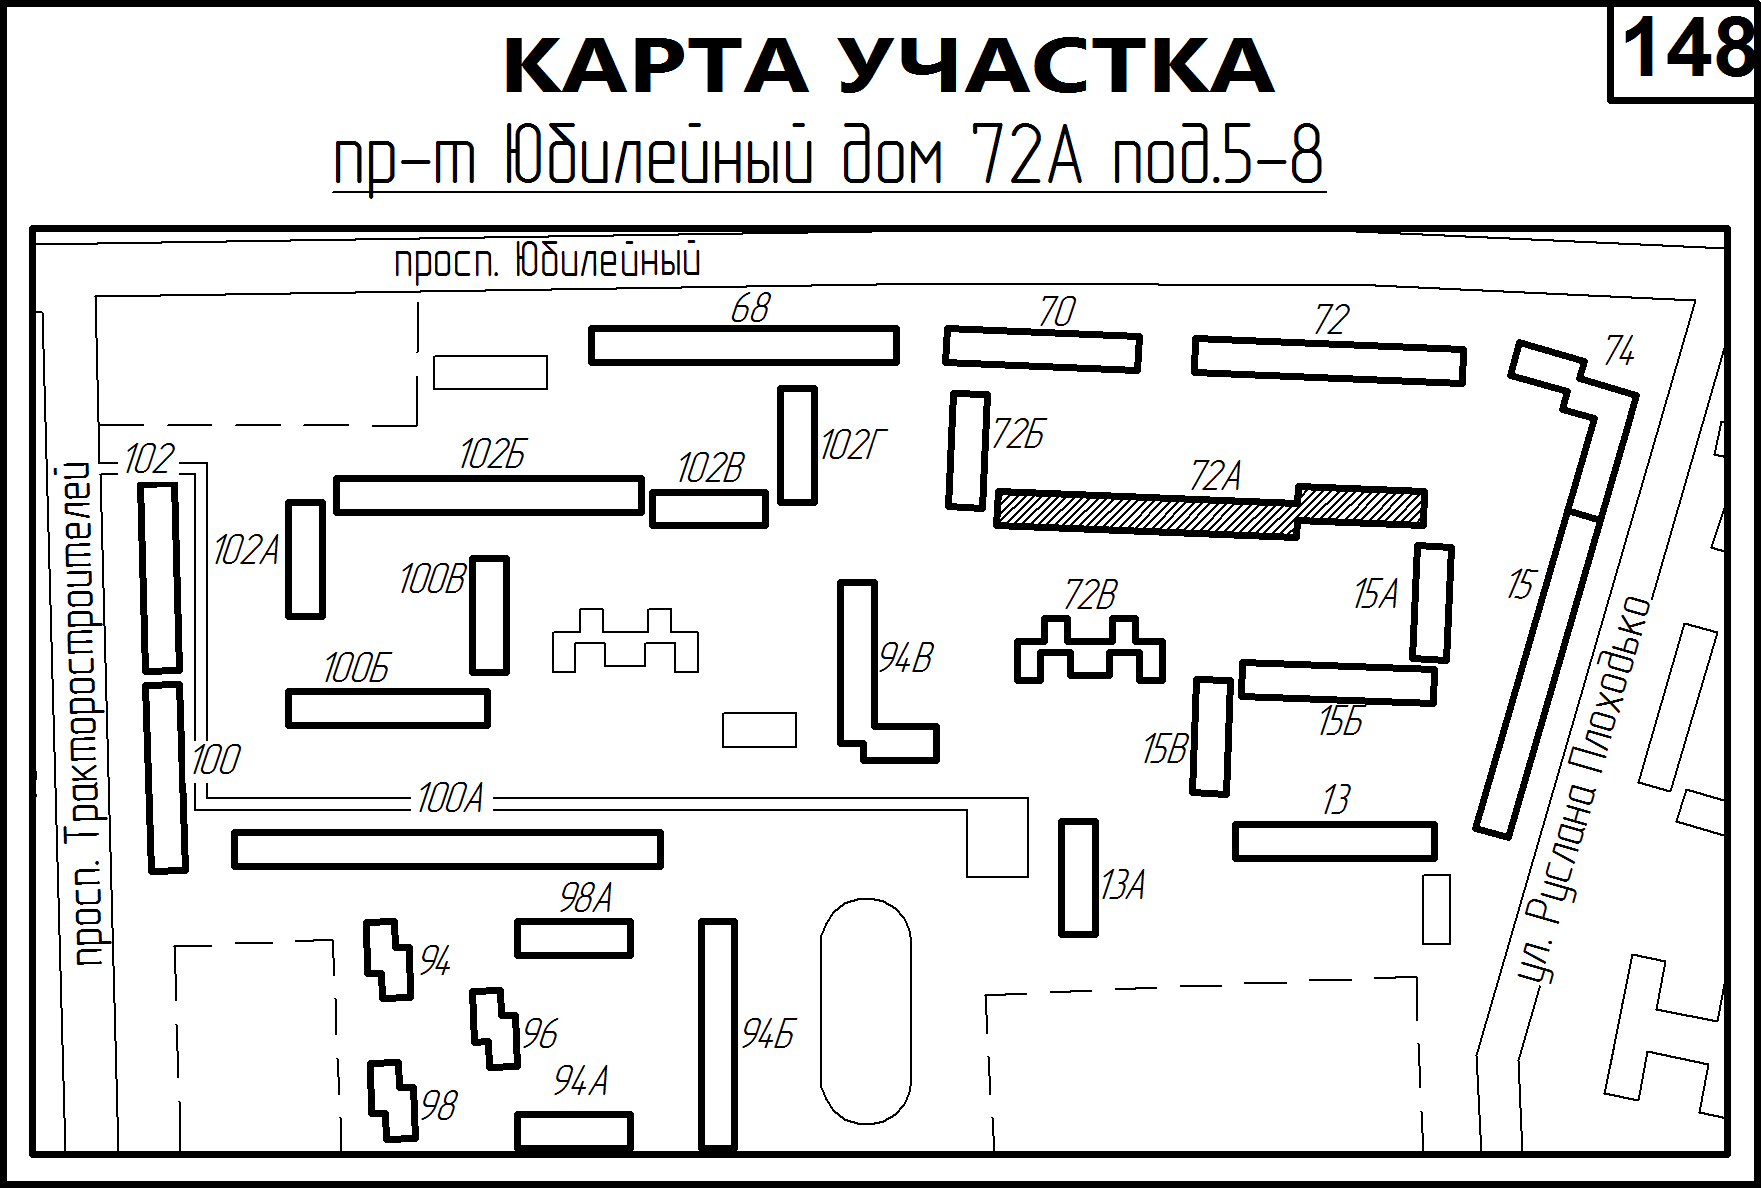 148
КАРТА УЧАСТКА
пр-т Юбилейный дом 72А под.5-8
просп. Юбилейный
68
70
72
74
102
102Б
102В
102Г
72Б
72А
102А
100В
15А
15
72В
94В
100Б
15Б
15В
100
100А
13
13А
98А
94
96
94Б
94А
98
просп. Тракторостроителей
ул. Руслана Плоходько